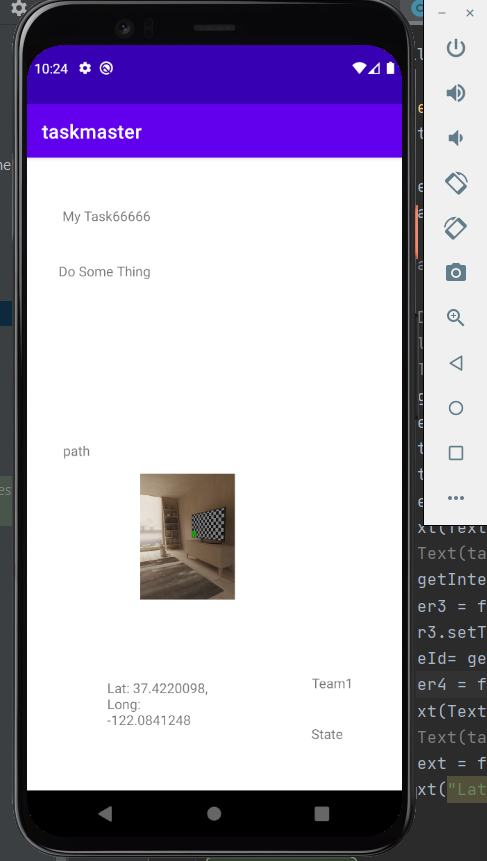 10:24
taskmaster
My Task66666
Do Some Thing
path
Lat: 37.4220098,
Long:
-122.0841248
Team1
State
xt(Text
Text(ta
getInte
er3 = f
r3.setT
eId= ge
er4 = f
xt(Text
Text(ta
ext = f
xt("Lat